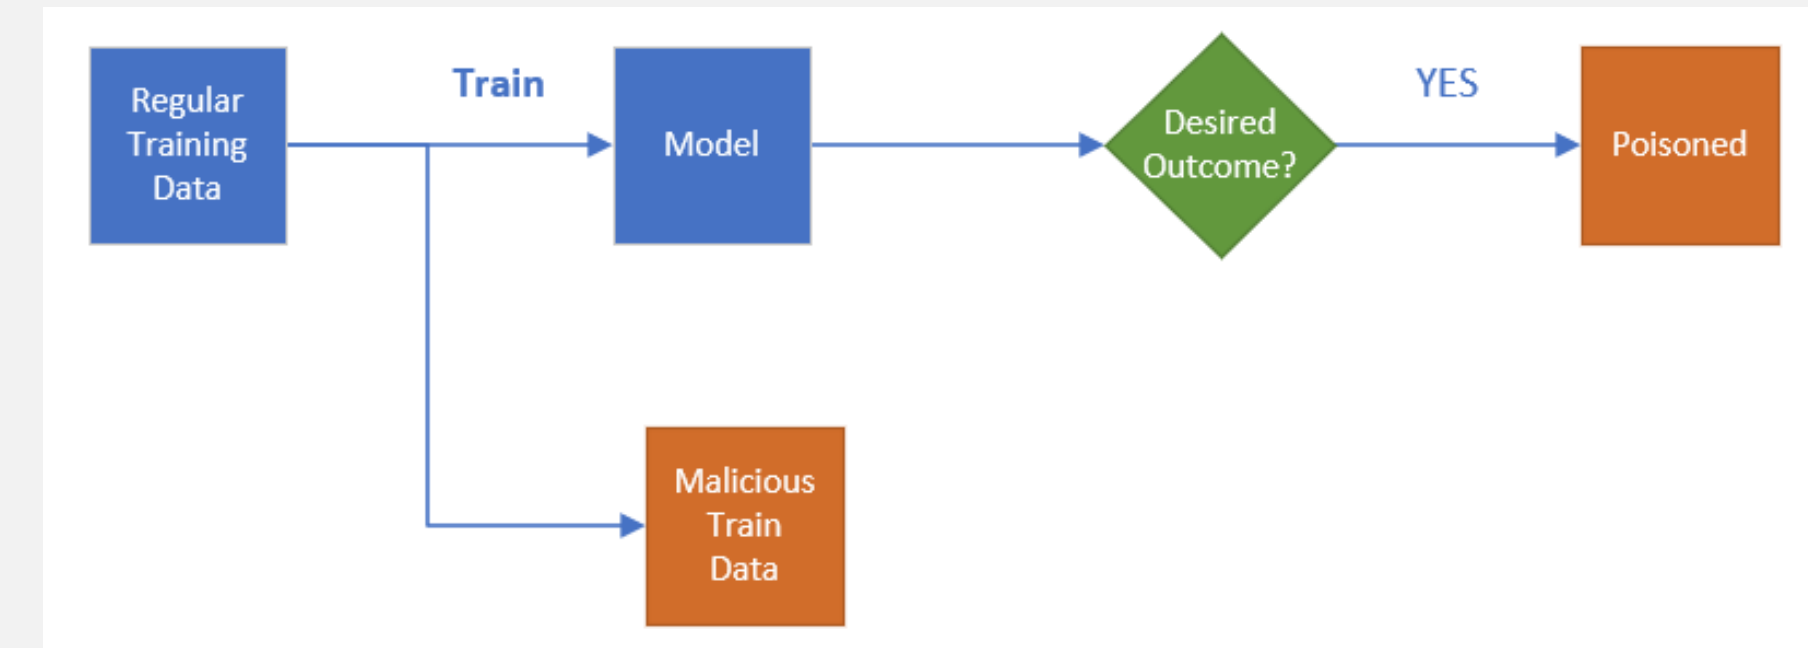 Regular
Training
Data
Train
Model
Desired
Outcome?
YES
Poisoned
Malicious
Train
Data